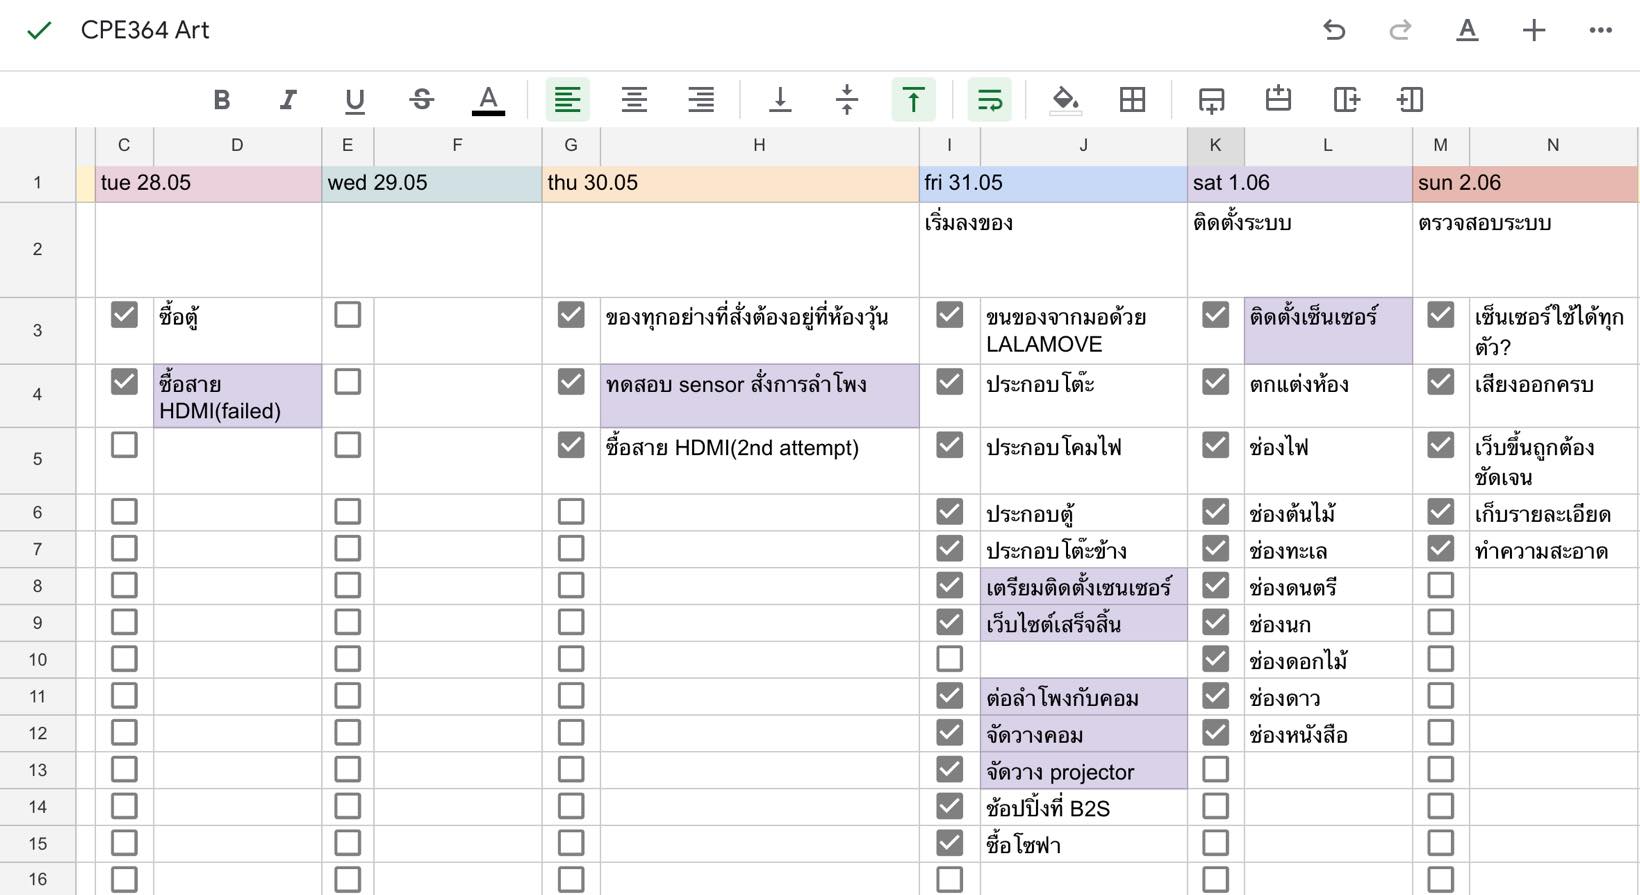 CPE364 Art
B I U S A
C D E F G H I J K L M N
1 tue 28.05 wed 29.05 thu 30.05 fri 31.05 sat 1.06 sun 2.06
2 เริ่มลงของ ติดตั้งระบบ ตรวจสอบระบบ
3 ซื้อตู้ ของทุกอย่างที่สั่งต้องอยู่ที่ห้องวุ้น ขนของจากมอด้วย ติดตั้งเซ็นเซอร์ เซ็นเซอร์ใช้ได้ทุก
LALAMOVE ตัว?
4 ซื้อสาย ทดสอบ sensor สั่งการลำโพง ประกอบโต๊ะ ตกแต่งห้อง เสียงออกครบ
HDMI(failed)
5 ซื้อสาย HDMI(2nd attempt) ประกอบโคมไฟ ช่องไฟ เว็บขึ้นถูกต้อง
ชัดเจน
6 ประกอบตู้ ช่องต้นไม้ เก็บรายละเอียด
7 ประกอบโต๊ะข้าง ช่องทะเล ทำความสะอาด
8 เตรียมติดตั้งเซนเซอร์ ช่องดนตรี
9 เว็บไซต์เสร็จสิ้น ช่องนก
10 ช่องดอกไม้
11 ต่อลำโพงกับคอม ช่องดาว
12 จัดวางคอม ช่องหนังสือ
13 จัดวาง projector
14 ช้อปปิ้งที่ B2S
15 ซื้อโซฟา
16